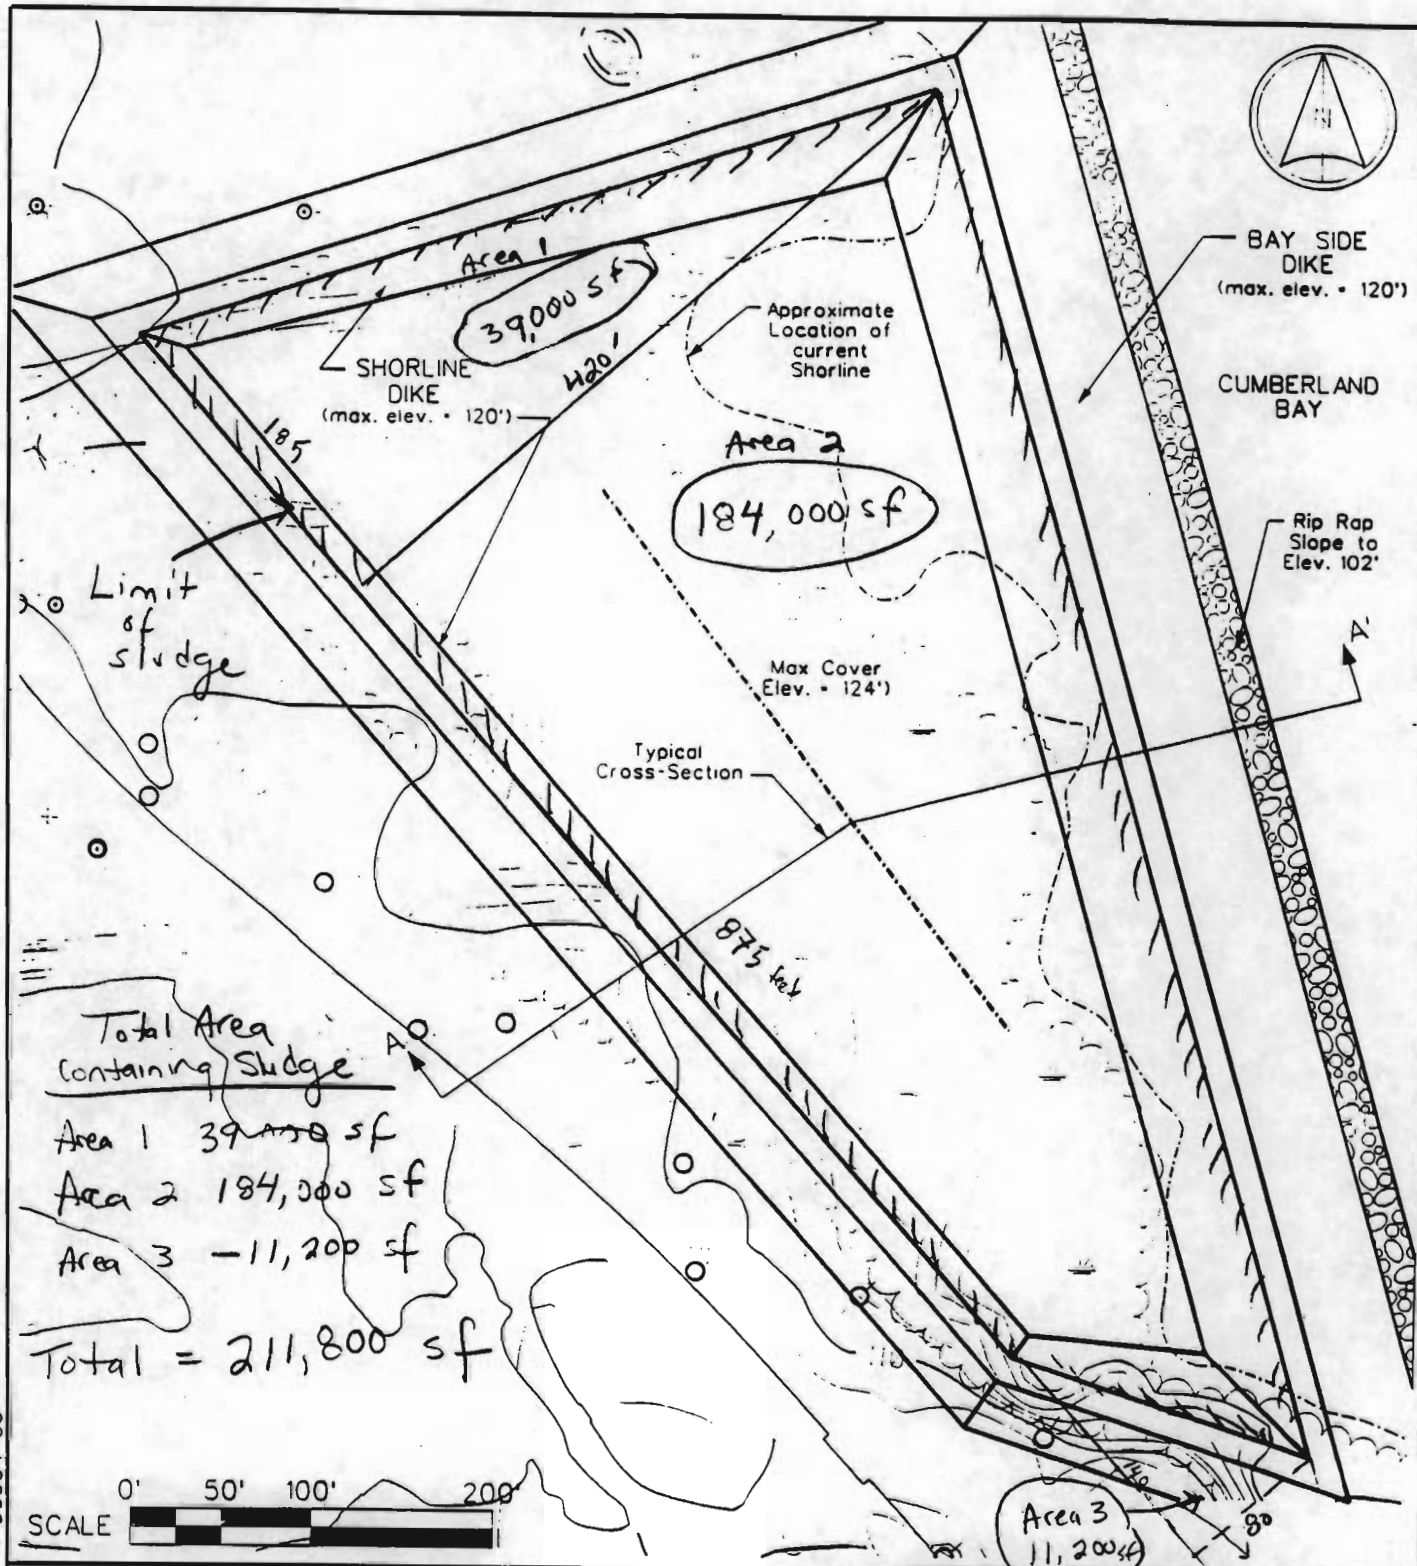 N
BAY SIDE
DIKE
(max. elev. = 120')
Area 1
39,000 sf
SHORLINE
DIKE
(max. elev. = 120')
420'
Approximate
Location of
current
Shorline
CUMBERLAND
BAY
185
Area 2
184,000 sf
Rip Rap
Slope to
Elev. 102'
Limit
of
sludge
A'
Max Cover
Elev. = 124')
Typical
Cross-Section
875 feet
A
Total Area
Containing Sludge
Area 1 39,000 sf
Area 2 184,000 sf
Area 3 -11,200 sf
Total = 211,800 sf
110
SCALE
0' 50' 100' 200'
140
80
Area 3
11,200 sf